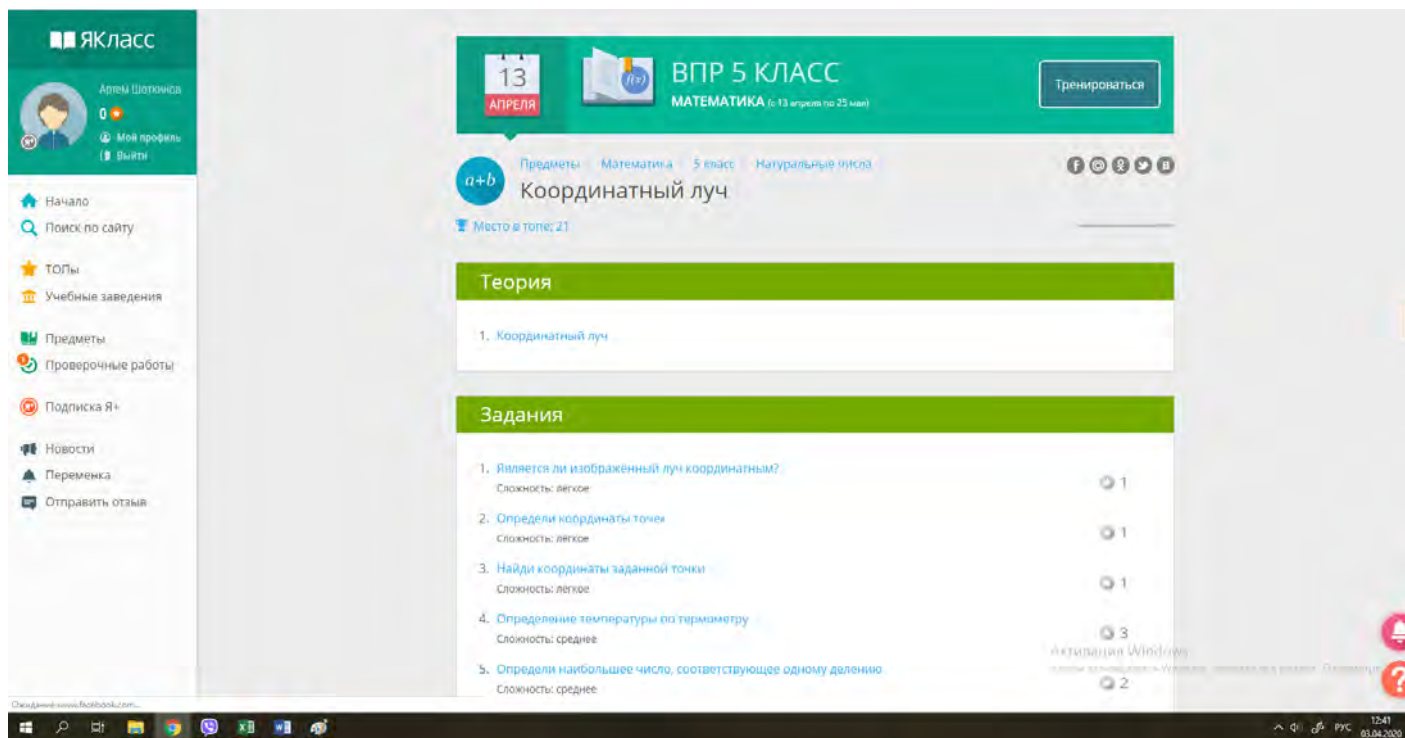 ЯКласс
Артем
0
Мой профиль
Выйти
Начало
Поиск по сайту
ТОПы
Учебные заведения
Предметы
Проверочные работы
Подписка Я+
Новости
Переменка
Отправить отзыв
13
АПРЕЛЯ
f(x)
ВПР 5 КЛАСС
МАТЕМАТИКА (с 13 апреля по 25 мая)
Тренироваться
Предметы Математика 5 класс Натуральные числа
a+b
Координатный луч
Место в топе: 21
Теория
1. Координатный луч
Задания
1. Является ли изображённый луч координатным?
Сложность: легкое
1
2. Определи координаты точек
Сложность: легкое
1
3. Найди координаты заданной точки
Сложность: легкое
1
4. Определение температуры по термометру
Сложность: среднее
3
5. Определи наибольшее число, соответствующее одному делению
Сложность: среднее
2
Активация Windows
Ожидание www.facebook.com...
РУС
12:41
03.04.2020